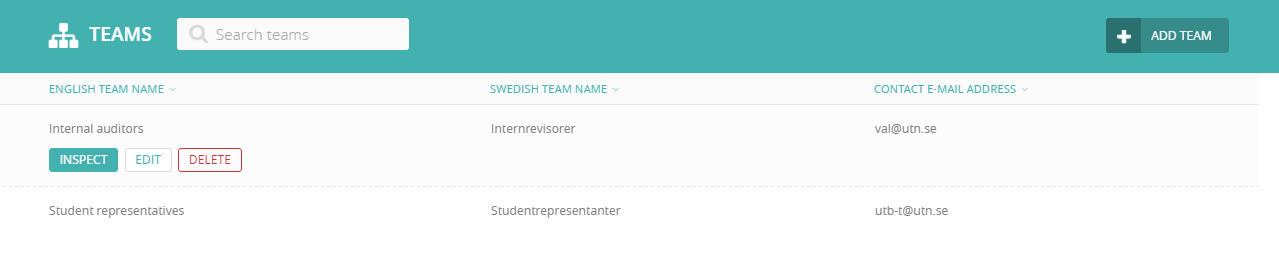 TEAMS
Search teams
ADD TEAM
ENGLISH TEAM NAME SWEDISH TEAM NAME CONTACT E-MAIL ADDRESS
Internal auditors Internrevisorer val@utn.se
INSPECT EDIT DELETE
Student representatives Studentrepresentanter utb-t@utn.se